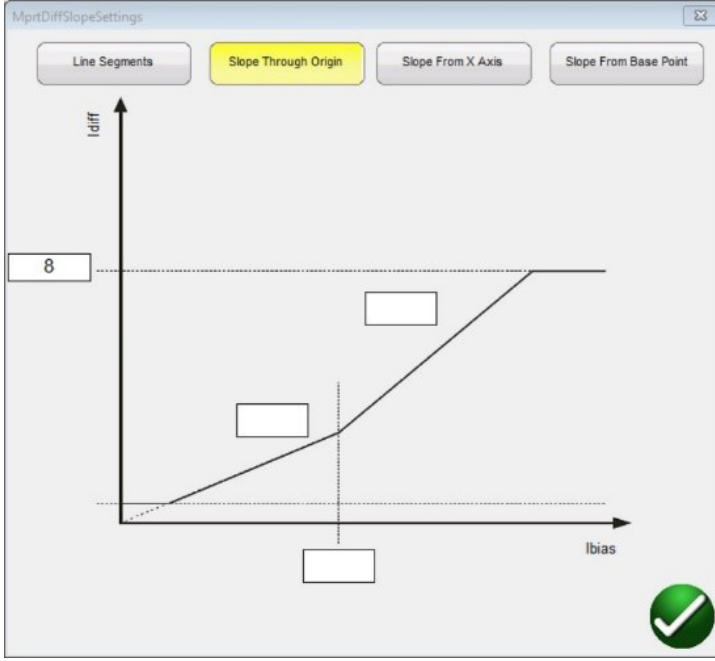 MprtDiffSlopeSettings
Line Segments
Slope Through Origin
Slope From X Axis
Slope From Base Point
Idiff
8
Ibias